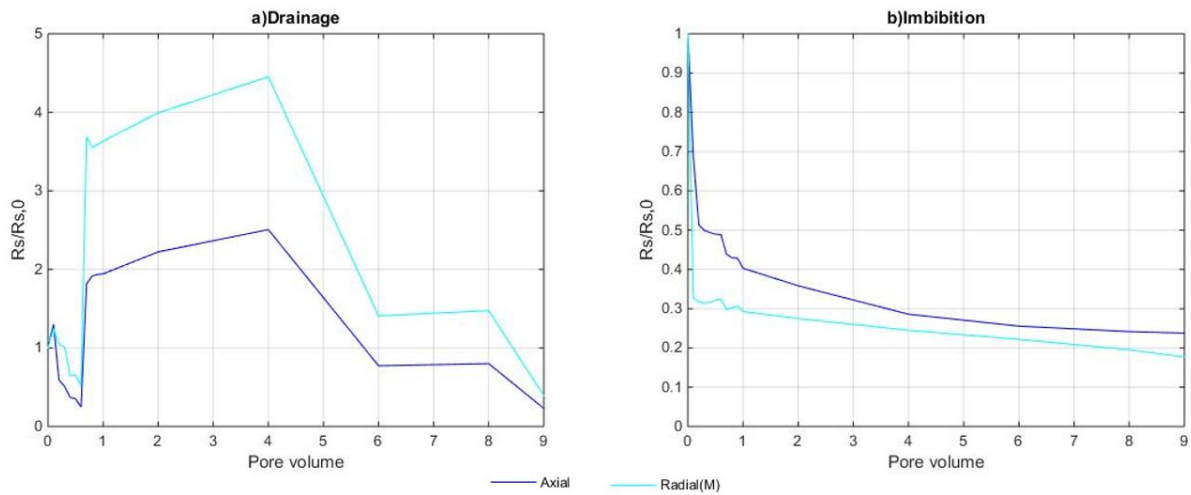 a)Drainage
5
4
3
2
1
0
Rs/Rs,0
0 1 2 3 4 5 6 7 8 9
Pore volume
b)Imbibition
1
0.9
0.8
0.7
0.6
0.5
0.4
0.3
0.2
0.1
0
Rs/Rs,0
0 1 2 3 4 5 6 7 8 9
Pore volume
Axial
Radial(M)